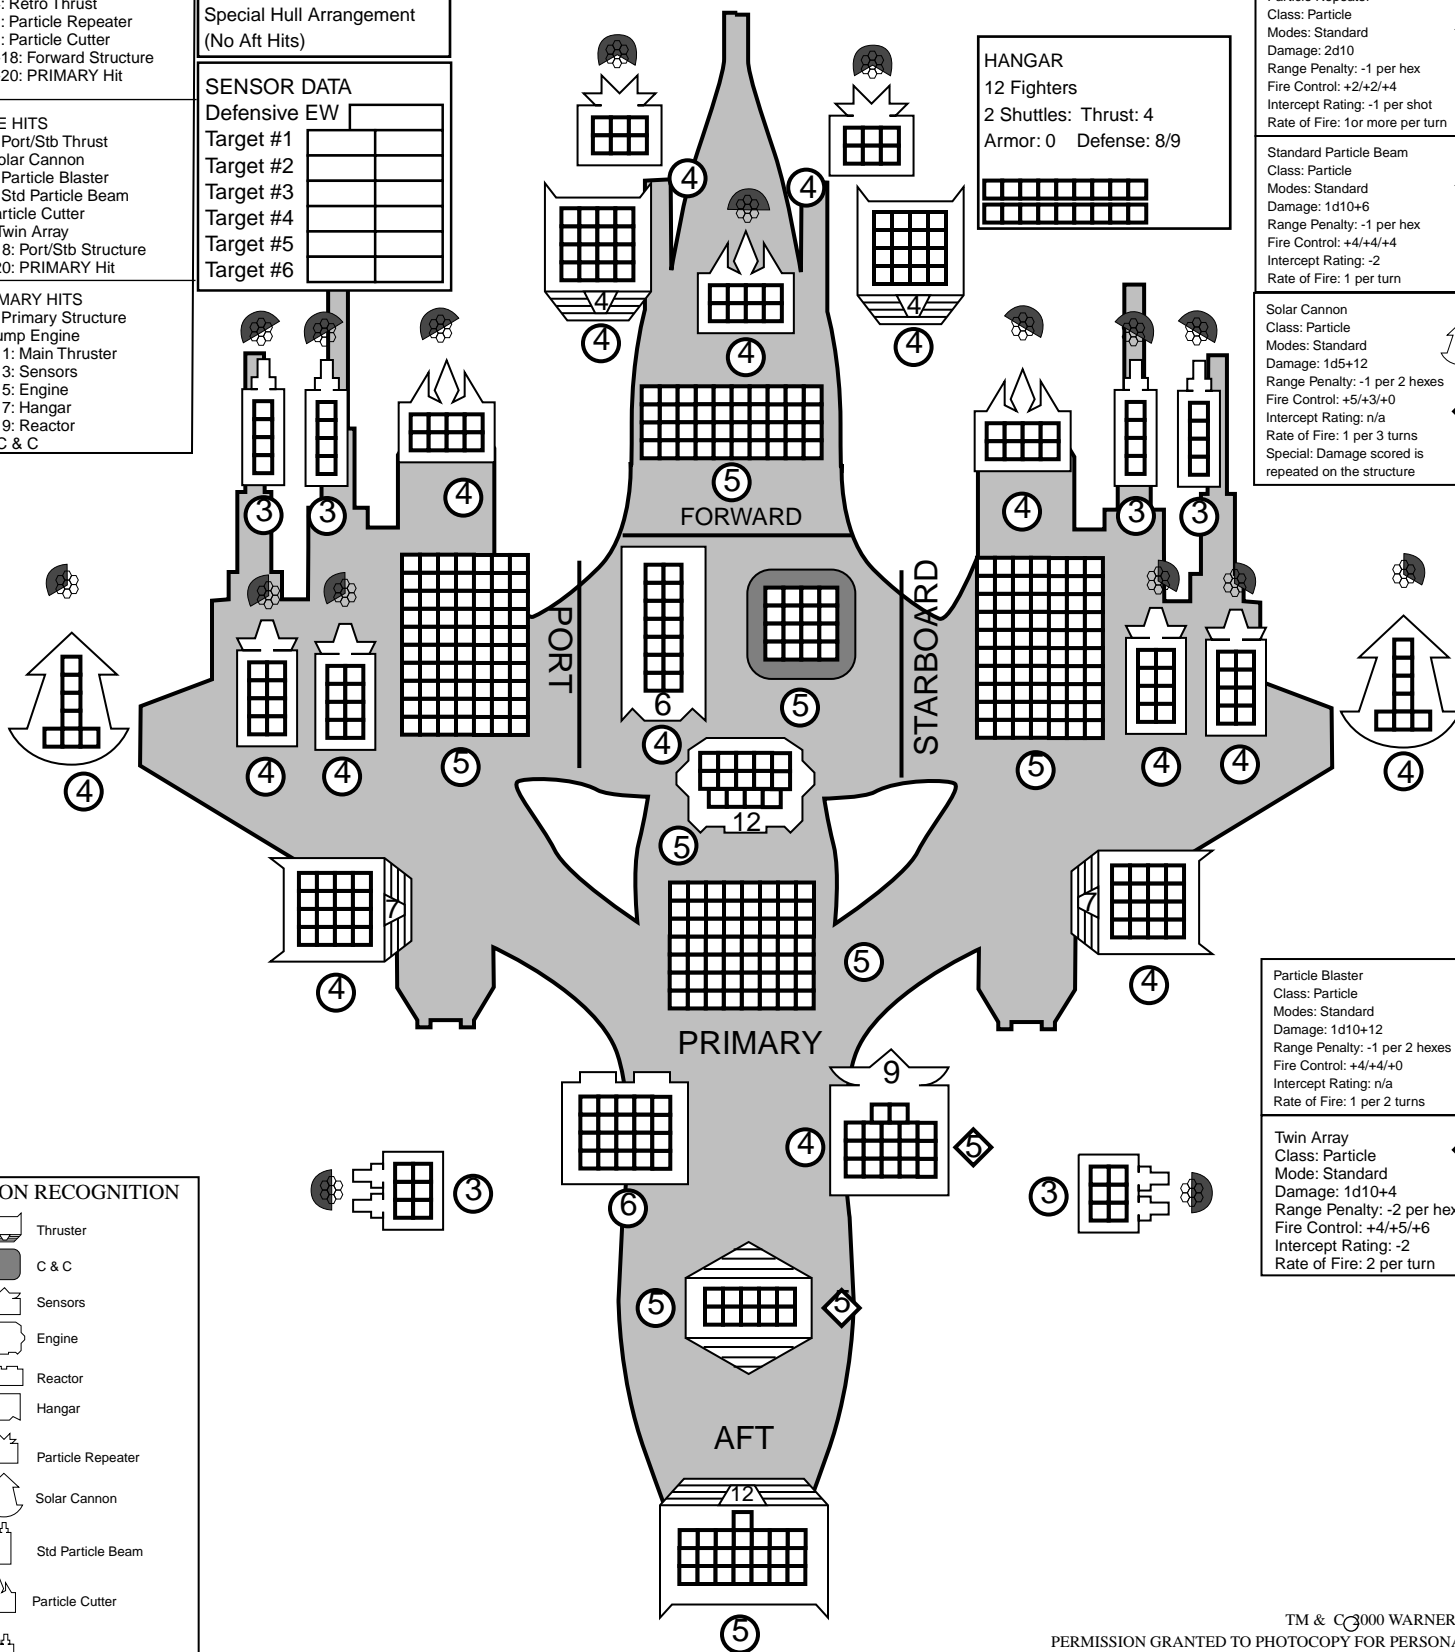 : Retro Thrust
: Particle Repeater
: Particle Cutter
18: Forward Structure
20: PRIMARY Hit
E HITS
Port/Stb Thrust
olar Cannon
Particle Blaster
Std Particle Beam
article Cutter
Twin Array
8: Port/Stb Structure
20: PRIMARY Hit
MARY HITS
Primary Structure
ump Engine
1: Main Thruster
3: Sensors
5: Engine
7: Hangar
9: Reactor
C & C
Special Hull Arrangement
(No Aft Hits)
SENSOR DATA
Defensive EW
Target #1
Target #2
Target #3
Target #4
Target #5
Target #6
HANGAR
12 Fighters
2 Shuttles: Thrust: 4
Armor: 0 Defense: 8/9
Class: Particle
Modes: Standard
Damage: 2d10
Range Penalty: -1 per hex
Fire Control: +2/+2/+4
Intercept Rating: -1 per shot
Rate of Fire: 1or more per turn
Standard Particle Beam
Class: Particle
Modes: Standard
Damage: 1d10+6
Range Penalty: -1 per hex
Fire Control: +4/+4/+4
Intercept Rating: -2
Rate of Fire: 1 per turn
Solar Cannon
Class: Particle
Modes: Standard
Damage: 1d5+12
Range Penalty: -1 per 2 hexes
Fire Control: +5/+3/+0
Intercept Rating: n/a
Rate of Fire: 1 per 3 turns
Special: Damage scored is
repeated on the structure
4 4
4 4
4 4 4
5
FORWARD
3 3 4 4 3 3
PORT
STARBOARD
6
4 5
4 4 4 5 5 4 4 4
12
5
7 7
4 5 4
PRIMARY
Particle Blaster
Class: Particle
Modes: Standard
Damage: 1d10+12
Range Penalty: -1 per 2 hexes
Fire Control: +4/+4/+0
Intercept Rating: n/a
Rate of Fire: 1 per 2 turns
9
4 5
3 6 3
Twin Array
Class: Particle
Mode: Standard
Damage: 1d10+4
Range Penalty: -2 per hex
Fire Control: +4/+5/+6
Intercept Rating: -2
Rate of Fire: 2 per turn
5 5
AFT
12
5
ON RECOGNITION
Thruster
C & C
Sensors
Engine
Reactor
Hangar
Particle Repeater
Solar Cannon
Std Particle Beam
Particle Cutter
TM & C 2000 WARNER
PERMISSION GRANTED TO PHOTOCOPY FOR PERSONA